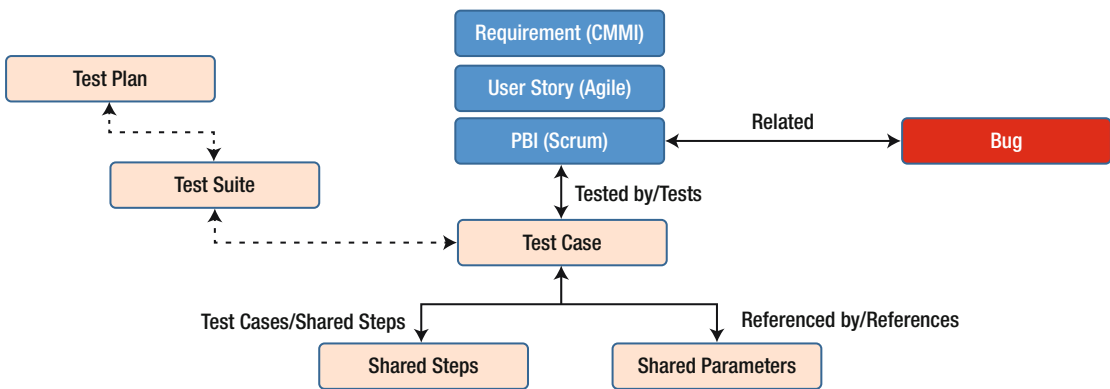 Requirement (CMMI)
Test Plan
User Story (Agile)
PBI (Scrum)
Related
Bug
Test Suite
Tested by/Tests
Test Case
Test Cases/Shared Steps
Referenced by/References
Shared Steps
Shared Parameters